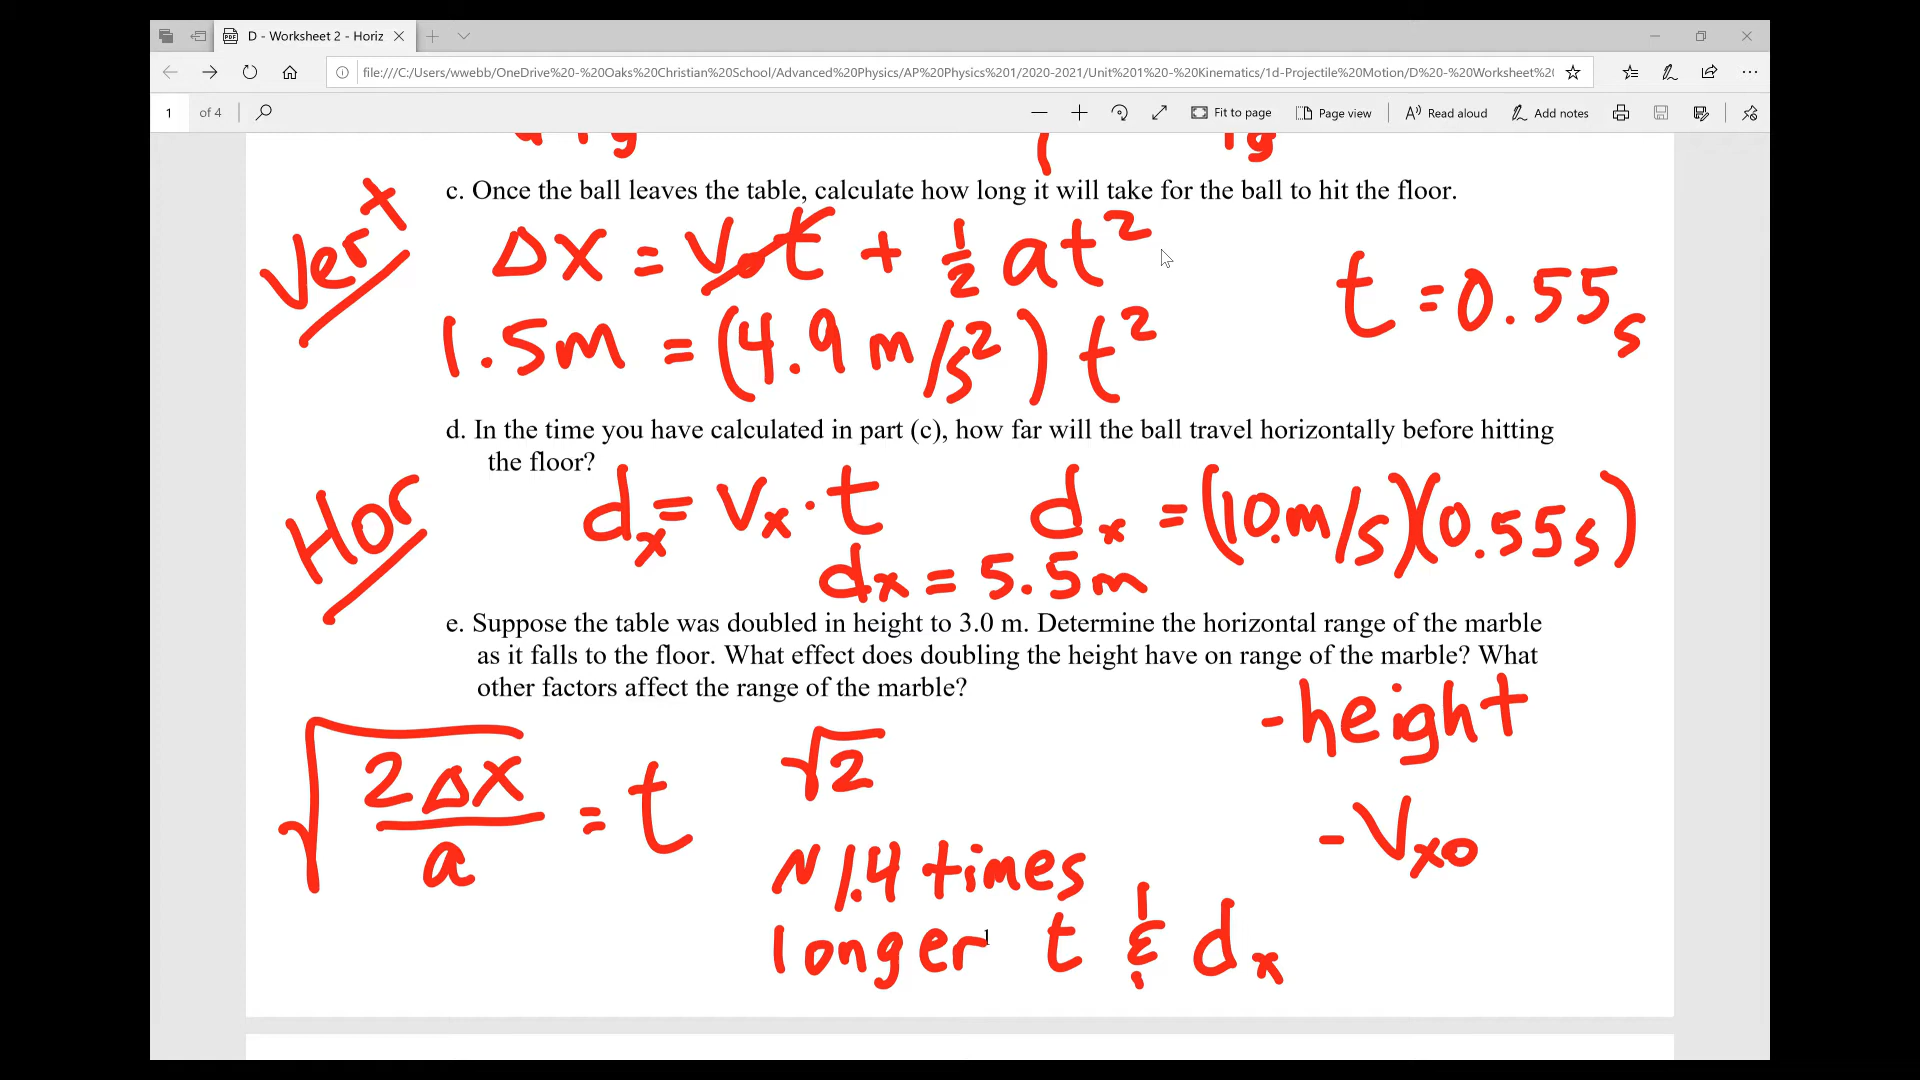 D - Worksheet 2 - Horiz
file:///C:/Users/wwebb/OneDrive%20-%20Oaks%20Christian%20School/Advanced%20Physics/AP%20Physics%201/2020-2021/Unit%201%20-%20Kinematics/1d-Projectile%20Motion/D%20-%20Worksheet%20
1 of 4 Fit to page Page view Read aloud Add notes
c. Once the ball leaves the table, calculate how long it will take for the ball to hit the floor.
Vert
Δx = v₀t + ½ at²
t = 0.55s
1.5m = (4.9 m/s²) t²
d. In the time you have calculated in part (c), how far will the ball travel horizontally before hitting
the floor?
Hor
dₓ = Vₓ · t dₓ = (10.m/s)(0.55s)
dₓ = 5.5m
e. Suppose the table was doubled in height to 3.0 m. Determine the horizontal range of the marble
as it falls to the floor. What effect does doubling the height have on range of the marble? What
other factors affect the range of the marble?
- height
√(2Δx/a) = t √2
- Vxo
~ 1.4 times
longer t & dₓ
1